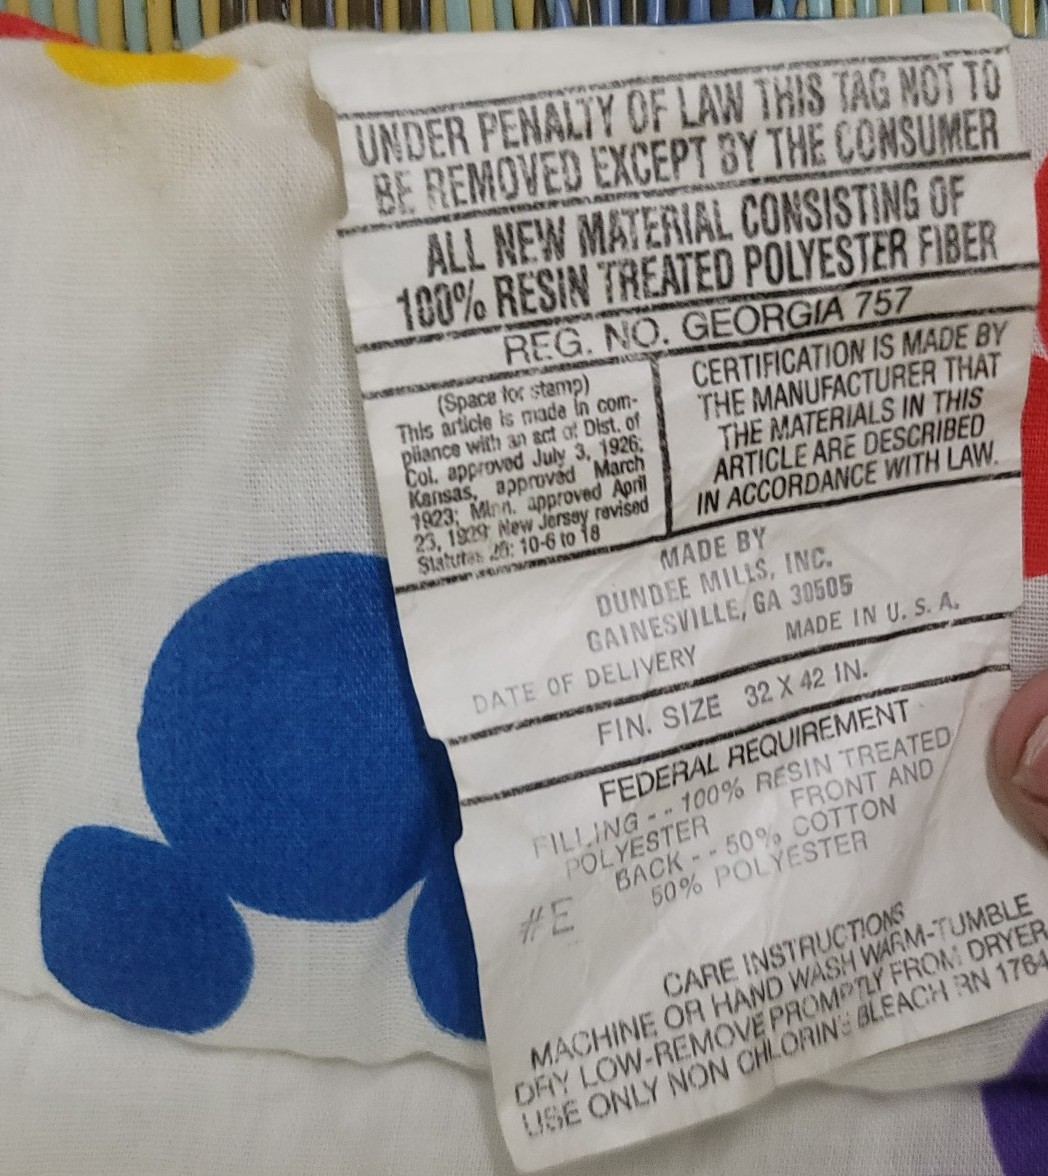 UNDER PENALTY OF LAW THIS TAG NOT TO
BE REMOVED EXCEPT BY THE CONSUMER
ALL NEW MATERIAL CONSISTING OF
100% RESIN TREATED POLYESTER FIBER
REG. NO. GEORGIA 757
(Space for stamp)
This article is made in com-
pliance with an act of Dist. of
Col. approved July 3, 1926;
Kansas, approved March
1923; Minn. approved April
23, 1929; New Jersey revised
Statutes 26: 10-6 to 18
CERTIFICATION IS MADE BY
THE MANUFACTURER THAT
THE MATERIALS IN THIS
ARTICLE ARE DESCRIBED
IN ACCORDANCE WITH LAW.
MADE BY
DUNDEE MILLS, INC.
GAINESVILLE, GA 30505
MADE IN U. S. A.
DATE OF DELIVERY
FIN. SIZE 32 X 42 IN.
FEDERAL REQUIREMENT
FILLING - - 100% RESIN TREATED
POLYESTER FRONT AND
BACK - - 50% COTTON
50% POLYESTER
#E
CARE INSTRUCTIONS
MACHINE OR HAND WASH WARM-TUMBLE
DRY LOW-REMOVE PROMPTLY FROM DRYER
USE ONLY NON CHLORINE BLEACH RN 1764